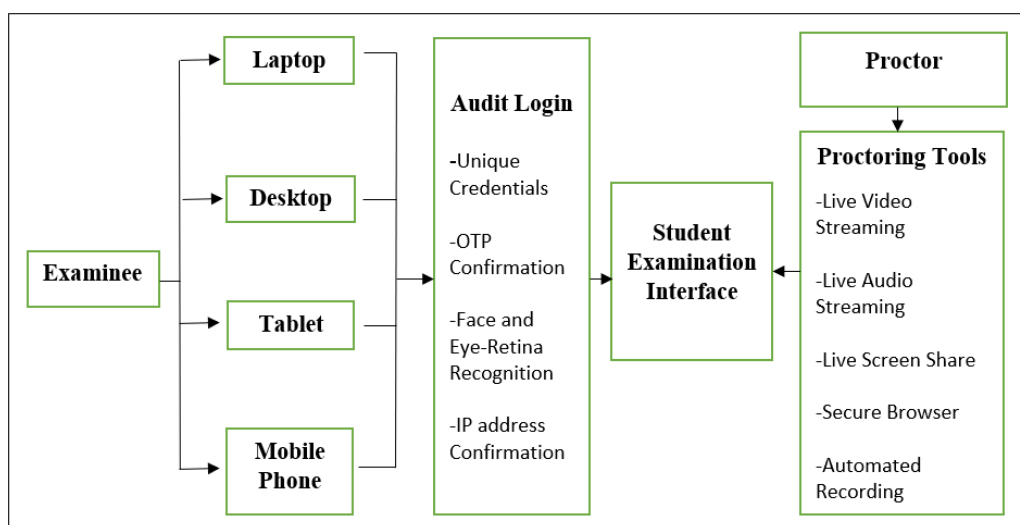 Examinee
Laptop
Desktop
Tablet
Mobile
Phone
Audit Login
-Unique
Credentials
-OTP
Confirmation
-Face and
Eye-Retina
Recognition
-IP address
Confirmation
Student
Examination
Interface
Proctor
Proctoring Tools
-Live Video
Streaming
-Live Audio
Streaming
-Live Screen Share
-Secure Browser
-Automated
Recording